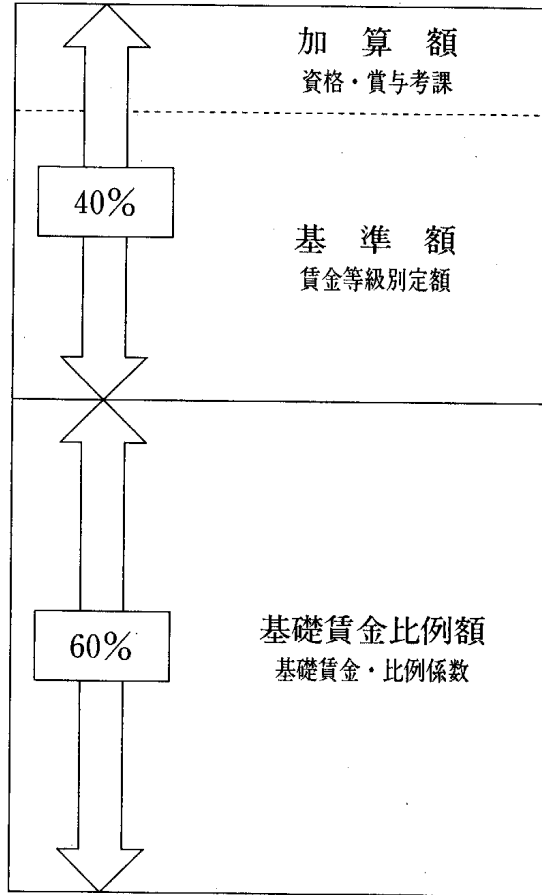 加算額
資格・賞与考課
40%
基準額
賃金等級別定額
60%
基礎賃金比例額
基礎賃金・比例係数